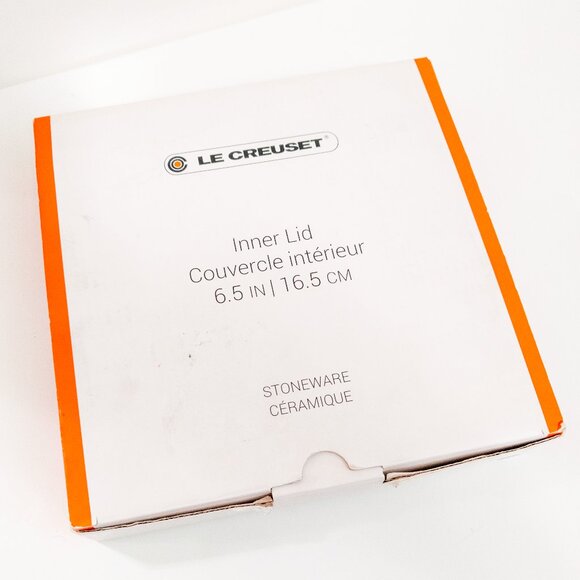 LE CREUSET®
Inner Lid
Couvercle intérieur
6.5 IN | 16.5 CM
STONEWARE
CÉRAMIQUE